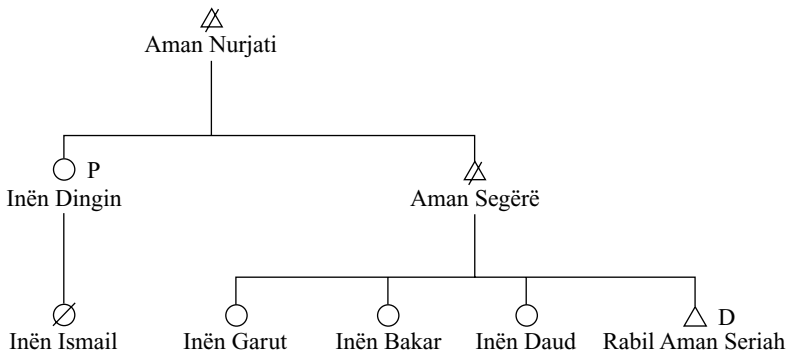 Aman Nurjati
P
Inën Dingin
Aman Segërë
D
Inën Ismail
Inën Garut
Inën Bakar
Inën Daud
Rabil Aman Seriah